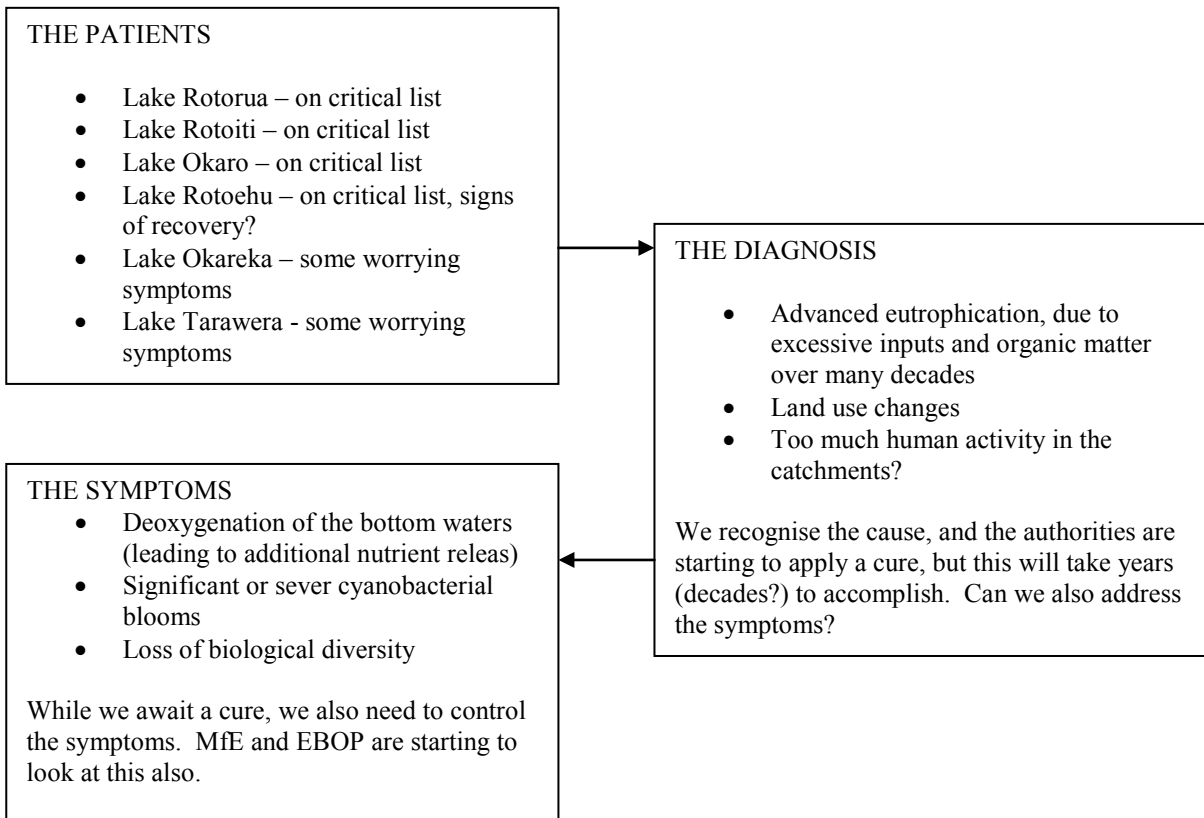 THE PATIENTS
• Lake Rotorua – on critical list
• Lake Rotoiti – on critical list
• Lake Okaro – on critical list
• Lake Rotoehu – on critical list, signs
of recovery?
• Lake Okareka – some worrying
symptoms
• Lake Tarawera - some worrying
symptoms
THE DIAGNOSIS
• Advanced eutrophication, due to
excessive inputs and organic matter
over many decades
• Land use changes
• Too much human activity in the
catchments?
We recognise the cause, and the authorities are
starting to apply a cure, but this will take years
(decades?) to accomplish. Can we also address
the symptoms?
THE SYMPTOMS
• Deoxygenation of the bottom waters
(leading to additional nutrient releas)
• Significant or sever cyanobacterial
blooms
• Loss of biological diversity
While we await a cure, we also need to control
the symptoms. MfE and EBOP are starting to
look at this also.